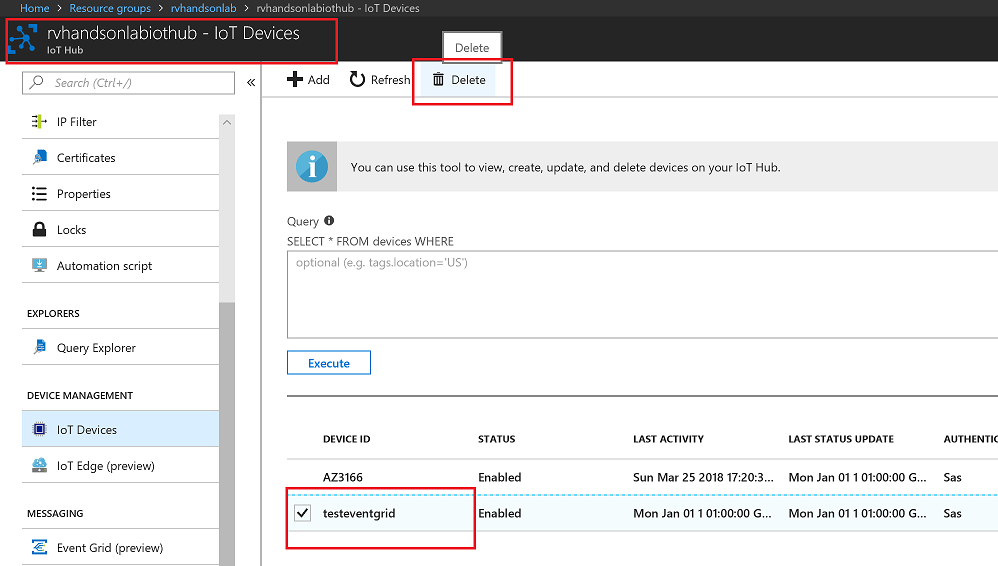 Home > Resource groups > rvhandsonlab > rvhandsonlabiothub - IoT Devices
rvhandsonlabiothub - IoT Devices
IoT Hub
Delete
Search (Ctrl+/)
«
Add
Refresh
Delete
IP Filter
Certificates
Properties
Locks
Automation script
EXPLORERS
Query Explorer
DEVICE MANAGEMENT
IoT Devices
IoT Edge (preview)
MESSAGING
Event Grid (preview)
You can use this tool to view, create, update, and delete devices on your IoT Hub.
Query
SELECT * FROM devices WHERE
optional (e.g. tags.location='US')
Execute
DEVICE ID STATUS LAST ACTIVITY LAST STATUS UPDATE AUTHENTIC
AZ3166 Enabled Sun Mar 25 2018 17:20:3... Mon Jan 01 1 01:00:00 G... Sas
testeventgrid Enabled Mon Jan 01 1 01:00:00 G... Mon Jan 01 1 01:00:00 G... Sas